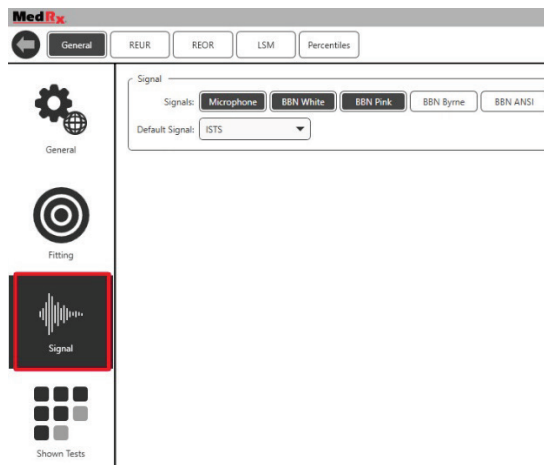 MedRx
General REUR REOR LSM Percentiles
Signal
Signals: Microphone BBN White BBN Pink BBN Byrne BBN ANSI
Default Signal: ISTS
General
Fitting
Signal
Shown Tests